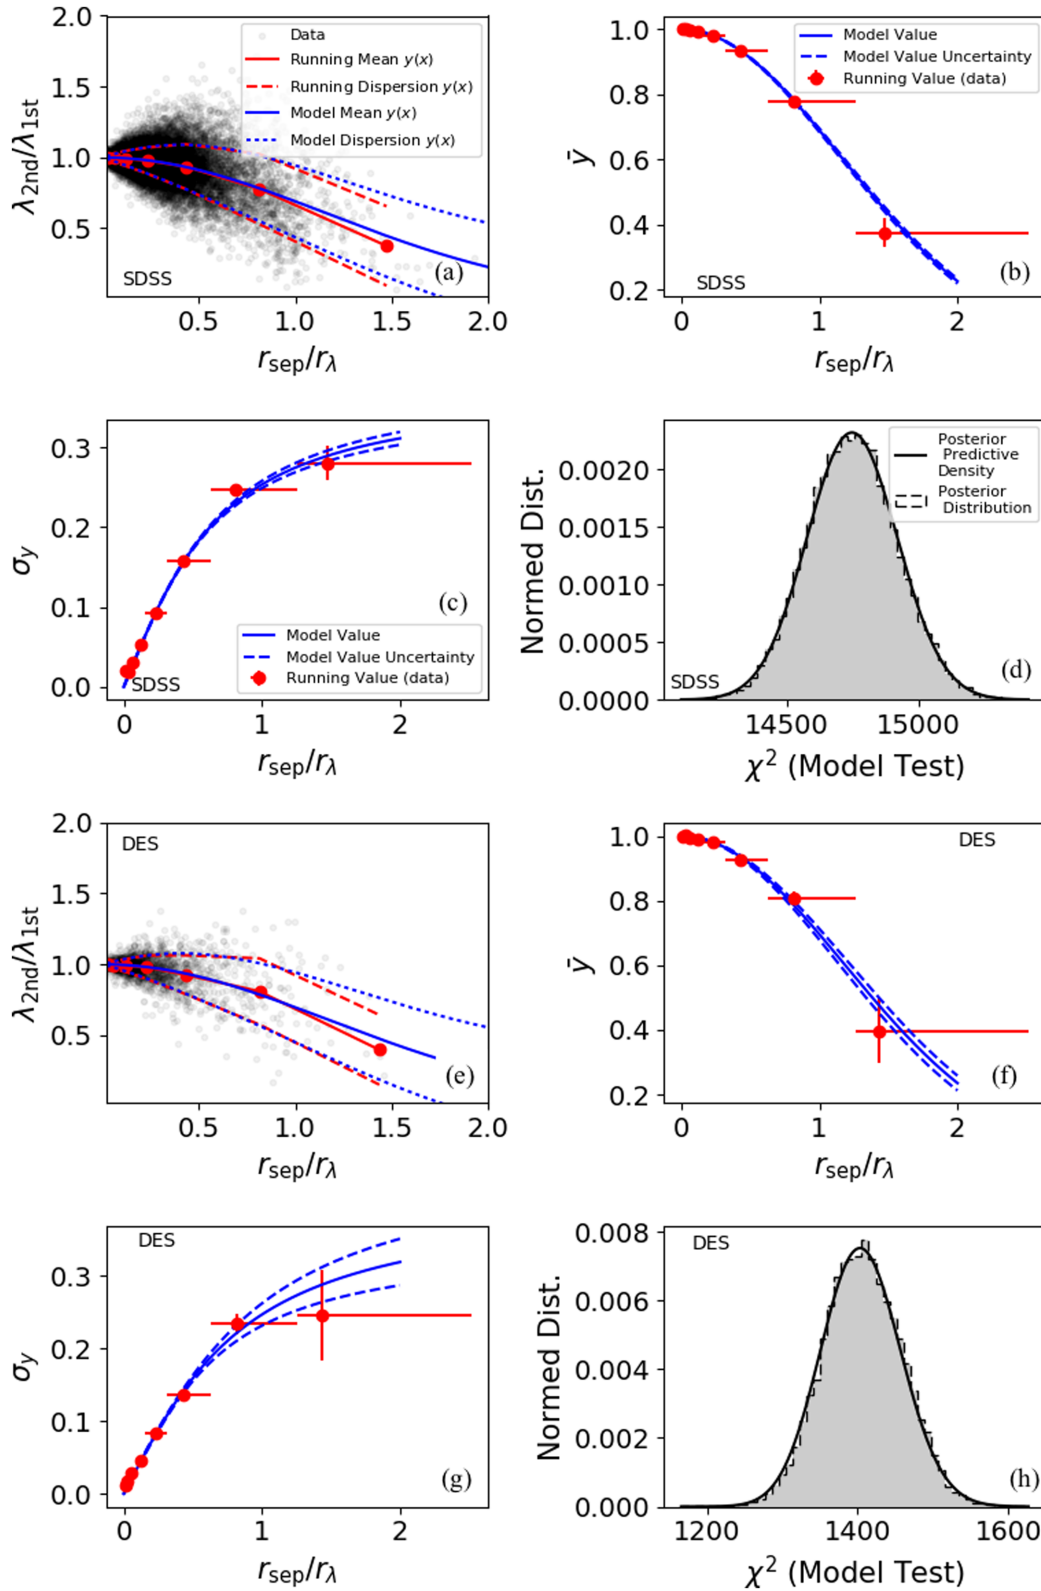 2.0
1.5
1.0
0.5
λ2nd/λ1st
Data
Running Mean y(x)
Running Dispersion y(x)
Model Mean y(x)
Model Dispersion y(x)
SDSS
(a)
0.5 1.0 1.5 2.0
rsep/rλ
1.0
0.8
0.6
0.4
0.2
ȳ
Model Value
Model Value Uncertainty
Running Value (data)
SDSS
(b)
0 1 2
rsep/rλ
0.3
0.2
0.1
0.0
σy
(c)
Model Value
Model Value Uncertainty
Running Value (data)
SDSS
0 1 2
rsep/rλ
0.0020
0.0015
0.0010
0.0005
0.0000
Normed Dist.
Posterior
Predictive
Density
Posterior
Distribution
(d)
SDSS
14500 15000
χ² (Model Test)
2.0
1.5
1.0
0.5
λ2nd/λ1st
DES
(e)
0.5 1.0 1.5 2.0
rsep/rλ
1.0
0.8
0.6
0.4
0.2
ȳ
DES
(f)
0 1 2
rsep/rλ
0.3
0.2
0.1
0.0
σy
DES
(g)
0 1 2
rsep/rλ
0.008
0.006
0.004
0.002
0.000
Normed Dist.
DES
(h)
1200 1400 1600
χ² (Model Test)